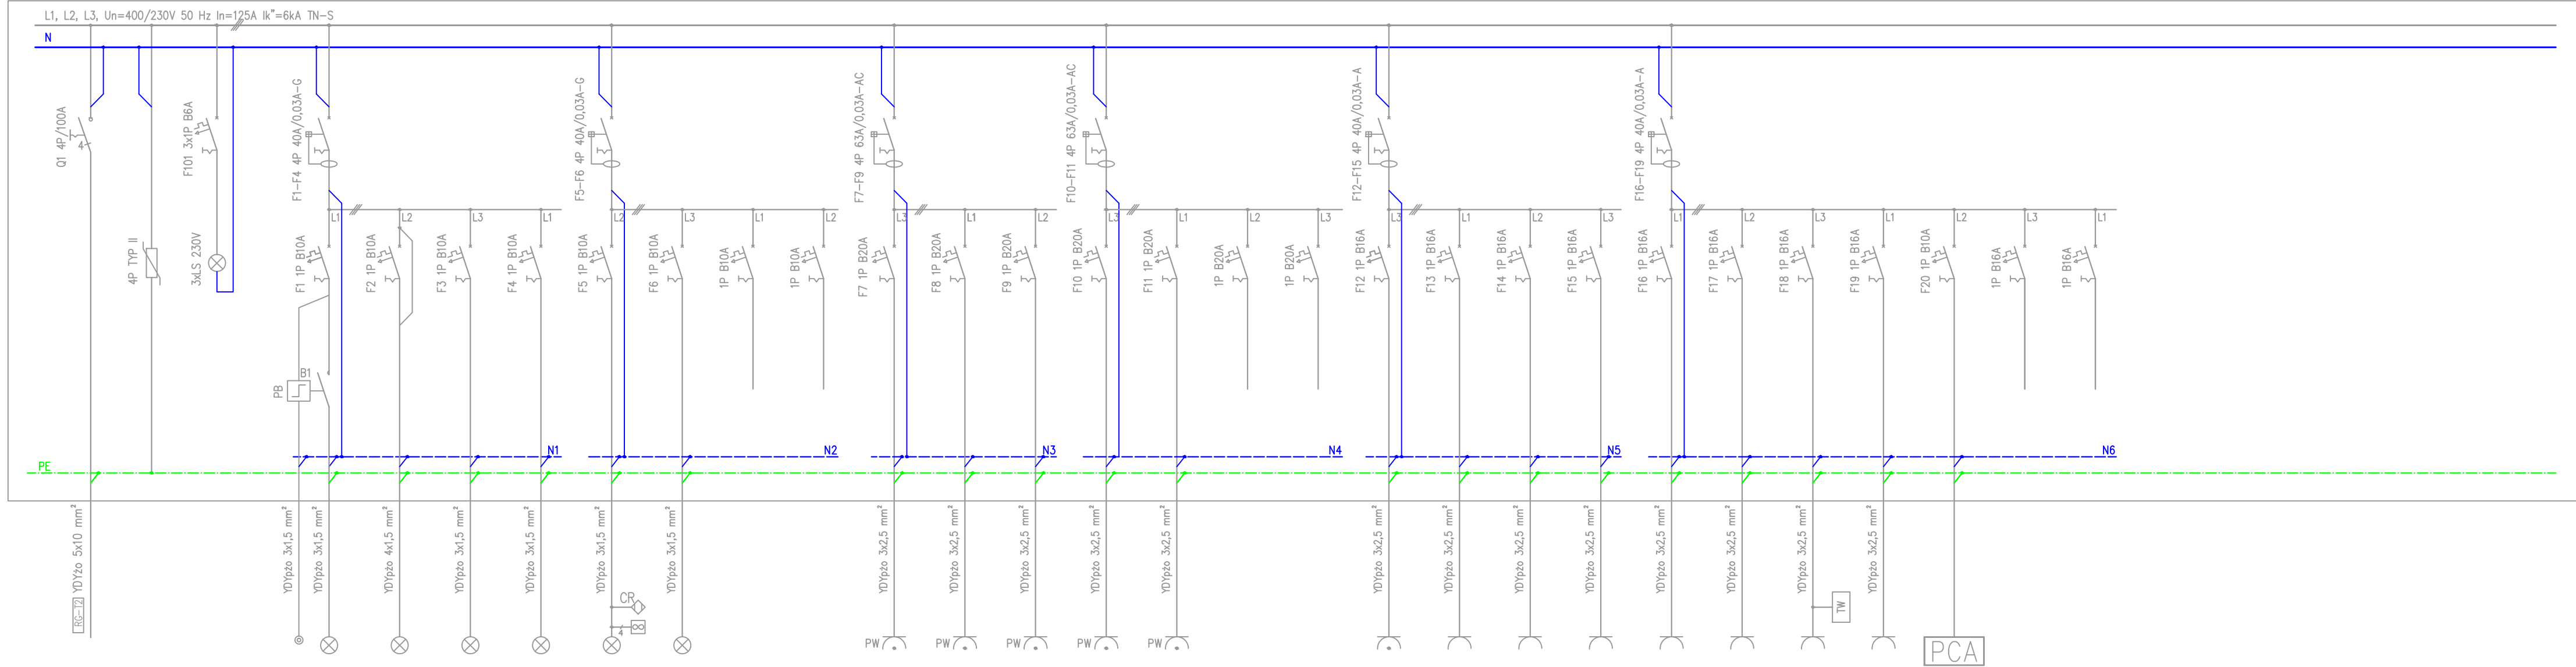 L1, L2, L3, Un=400/230V 50 Hz In=125A Ik"=6kA TN-S
N
Q1 4P/100A
4
4P TYP II
F101 3x1P B6A
3xLS 230V
F1-F4 4P 40A/0,03A-G
F5-F6 4P 40A/0,03A-G
F7-F9 4P 63A/0,03A-AC
F10-F11 4P 63A/0,03A-AC
F12-F15 4P 40A/0,03A-A
F16-F19 4P 40A/0,03A-A
L1
L2
L3
L1
L2
L3
L1
L2
L3
L1
L2
L3
L1
L2
L3
L3
L1
L2
L3
L1
L2
L3
L1
L2
L3
L1
F1 1P B10A
F2 1P B10A
F3 1P B10A
F4 1P B10A
F5 1P B10A
F6 1P B10A
1P B10A
1P B10A
F7 1P B20A
F8 1P B20A
F9 1P B20A
F10 1P B20A
F11 1P B20A
1P B20A
1P B20A
F12 1P B16A
F13 1P B16A
F14 1P B16A
F15 1P B16A
F16 1P B16A
F17 1P B16A
F18 1P B16A
F19 1P B16A
F20 1P B10A
1P B16A
1P B16A
PB
B1
N1
N2
N3
N4
N5
N6
PE
RG-T2
YDYżo 5x10 mm²
YDYpżo 3x1,5 mm²
YDYpżo 3x1,5 mm²
YDYpżo 4x1,5 mm²
YDYpżo 3x1,5 mm²
YDYpżo 3x1,5 mm²
YDYpżo 3x1,5 mm²
YDYpżo 3x1,5 mm²
YDYpżo 3x2,5 mm²
YDYpżo 3x2,5 mm²
YDYpżo 3x2,5 mm²
YDYpżo 3x2,5 mm²
YDYpżo 3x2,5 mm²
YDYpżo 3x2,5 mm²
YDYpżo 3x2,5 mm²
YDYpżo 3x2,5 mm²
YDYpżo 3x2,5 mm²
YDYpżo 3x2,5 mm²
YDYpżo 3x2,5 mm²
YDYpżo 3x2,5 mm²
YDYpżo 3x2,5 mm²
CR
4
8
TW
PW
PW
PW
PW
PW
PCA